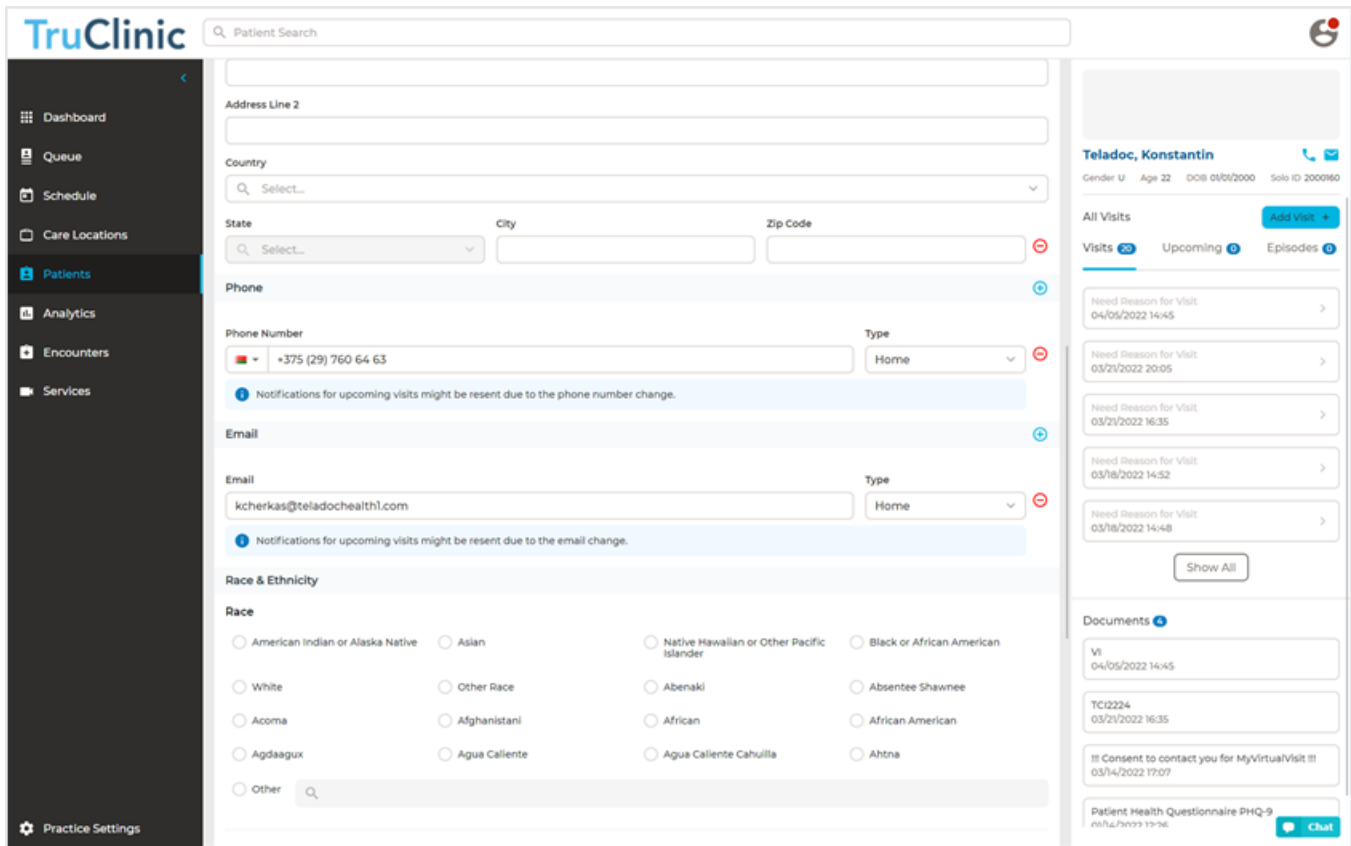 TruClinic
Patient Search
Dashboard
Queue
Schedule
Care Locations
Patients
Analytics
Encounters
Services
Practice Settings
Address Line 2
Country
Select...
State
City
Zip Code
Select...
Phone
Phone Number
Type
+375 (29) 760 64 63
Home
Notifications for upcoming visits might be resent due to the phone number change.
Email
Email
Type
kcherkas@teladochealth1.com
Home
Notifications for upcoming visits might be resent due to the email change.
Race & Ethnicity
Race
American Indian or Alaska Native
Asian
Native Hawaiian or Other Pacific
Islander
Black or African American
White
Other Race
Abenaki
Absentee Shawnee
Acoma
Afghanistani
African
African American
Agdaagux
Agua Caliente
Agua Caliente Cahuilla
Ahtna
Other
Teladoc, Konstantin
Gender U Age 22 DOB 01/01/2000 Solo ID 2000160
All Visits
Add Visit +
Visits 20
Upcoming 0
Episodes 0
Need Reason for Visit
04/05/2022 14:45
Need Reason for Visit
03/21/2022 20:05
Need Reason for Visit
03/21/2022 16:35
Need Reason for Visit
03/18/2022 14:52
Need Reason for Visit
03/18/2022 14:48
Show All
Documents 4
VI
04/05/2022 14:45
TCI2224
03/21/2022 16:35
!!! Consent to contact you for MyVirtualVisit !!!
03/14/2022 17:07
Patient Health Questionnaire PHQ-9
01/14/2022 12:26
Chat